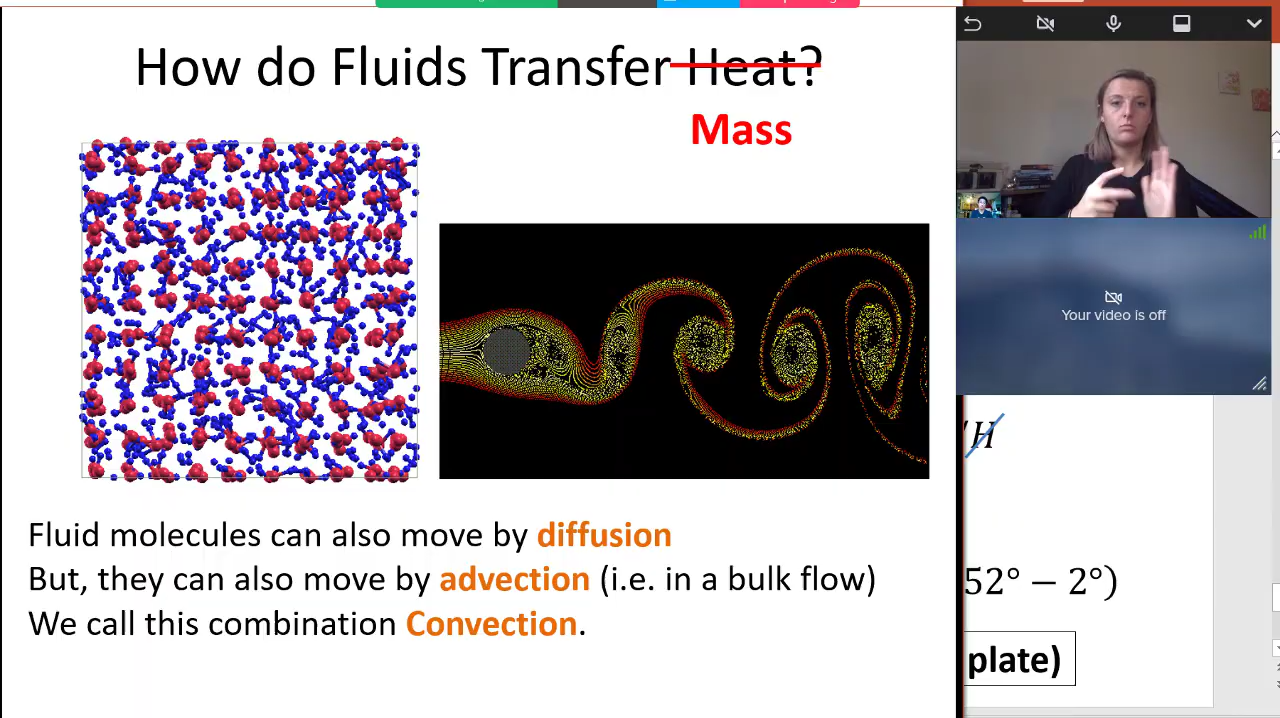 How do Fluids Transfer Heat?
Mass
Fluid molecules can also move by diffusion
But, they can also move by advection (i.e. in a bulk flow)
We call this combination Convection.
Your video is off
H
52° − 2°)
plate)